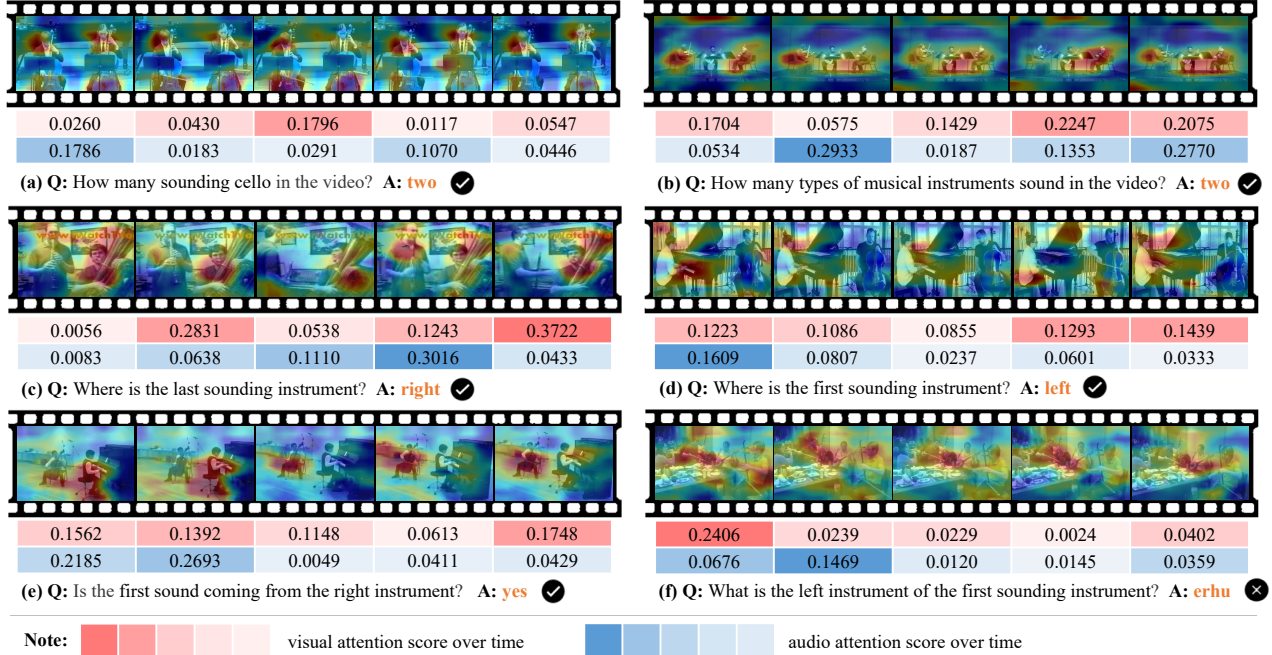 0.0260 0.0430 0.1796 0.0117 0.0547
0.1786 0.0183 0.0291 0.1070 0.0446
(a) Q: How many sounding cello in the video? A: two
0.1704 0.0575 0.1429 0.2247 0.2075
0.0534 0.2933 0.0187 0.1353 0.2770
(b) Q: How many types of musical instruments sound in the video? A: two
0.0056 0.2831 0.0538 0.1243 0.3722
0.0083 0.0638 0.1110 0.3016 0.0433
(c) Q: Where is the last sounding instrument? A: right
0.1223 0.1086 0.0855 0.1293 0.1439
0.1609 0.0807 0.0237 0.0601 0.0333
(d) Q: Where is the first sounding instrument? A: left
0.1562 0.1392 0.1148 0.0613 0.1748
0.2185 0.2693 0.0049 0.0411 0.0429
(e) Q: Is the first sound coming from the right instrument? A: yes
0.2406 0.0239 0.0229 0.0024 0.0402
0.0676 0.1469 0.0120 0.0145 0.0359
(f) Q: What is the left instrument of the first sounding instrument? A: erhu
Note: visual attention score over time audio attention score over time